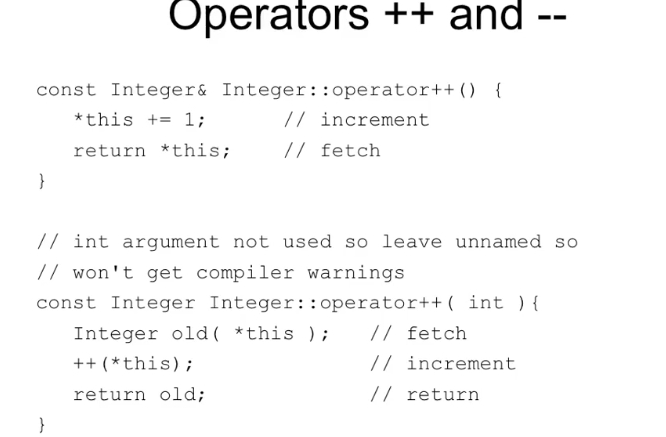 Operators ++ and --
const Integer& Integer::operator++() {
*this += 1; // increment
return *this; // fetch
}
// int argument not used so leave unnamed so
// won't get compiler warnings
const Integer Integer::operator++( int ){
Integer old( *this ); // fetch
++(*this); // increment
return old; // return
}